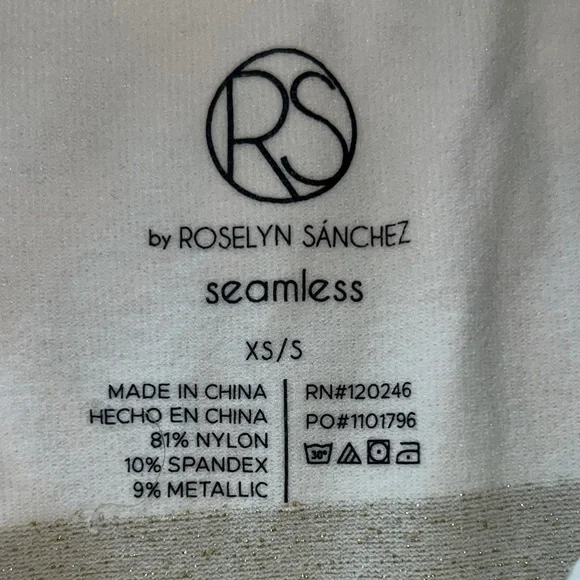 RS
by ROSELYN SÁNCHEZ
seamless
XS/S
MADE IN CHINA
HECHO EN CHINA
81% NYLON
10% SPANDEX
9% METALLIC
RN#120246
PO#1101796
30°